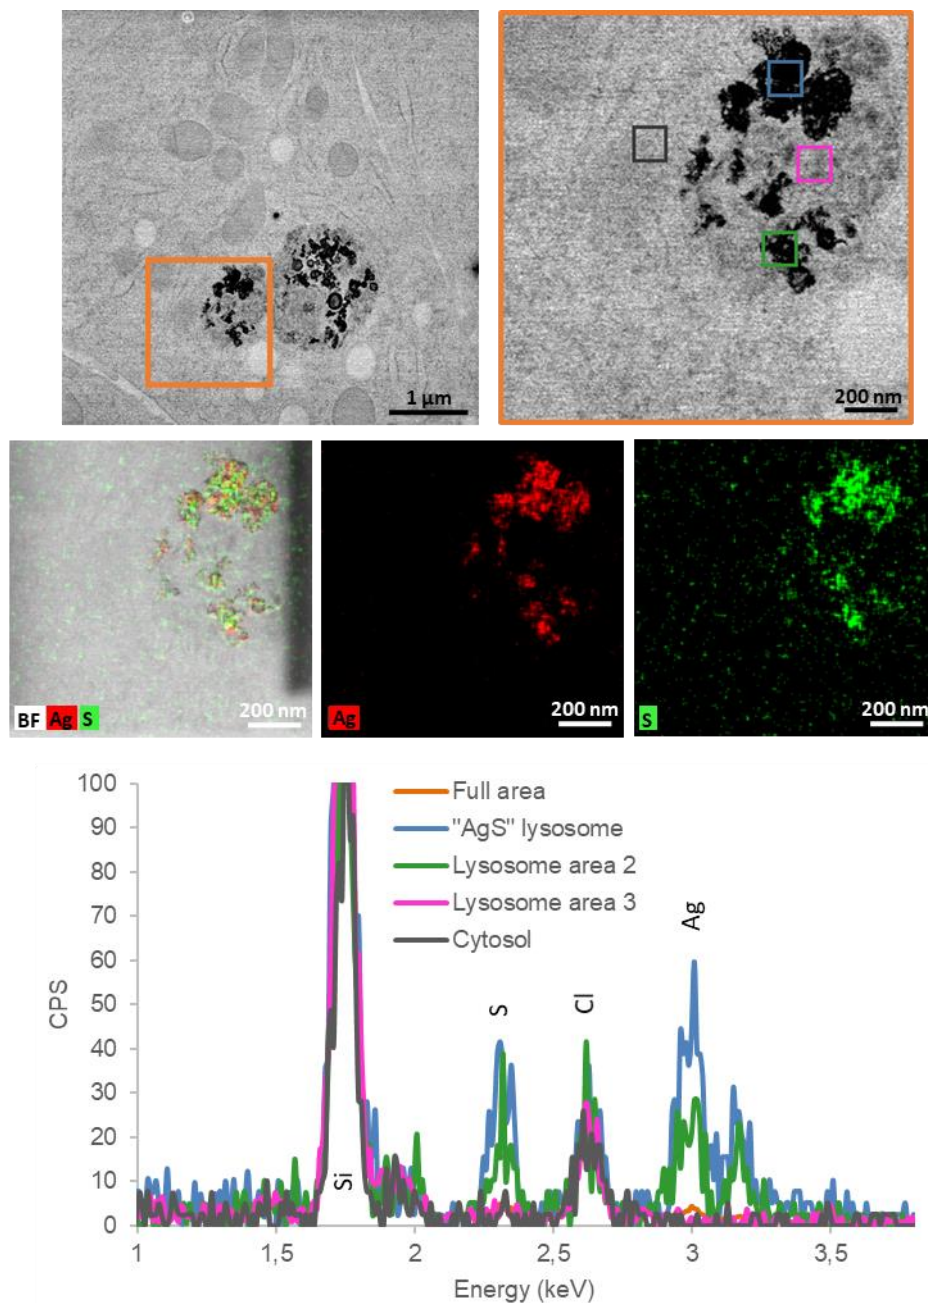 1 µm
200 nm
BF Ag S
200 nm
Ag
200 nm
S
200 nm
100
90
80
70
60
50
40
30
20
10
0
CPS
Full area
"AgS" lysosome
Lysosome area 2
Lysosome area 3
Cytosol
Si
S
Cl
Ag
1
1,5
2
2,5
3
3,5
Energy (keV)